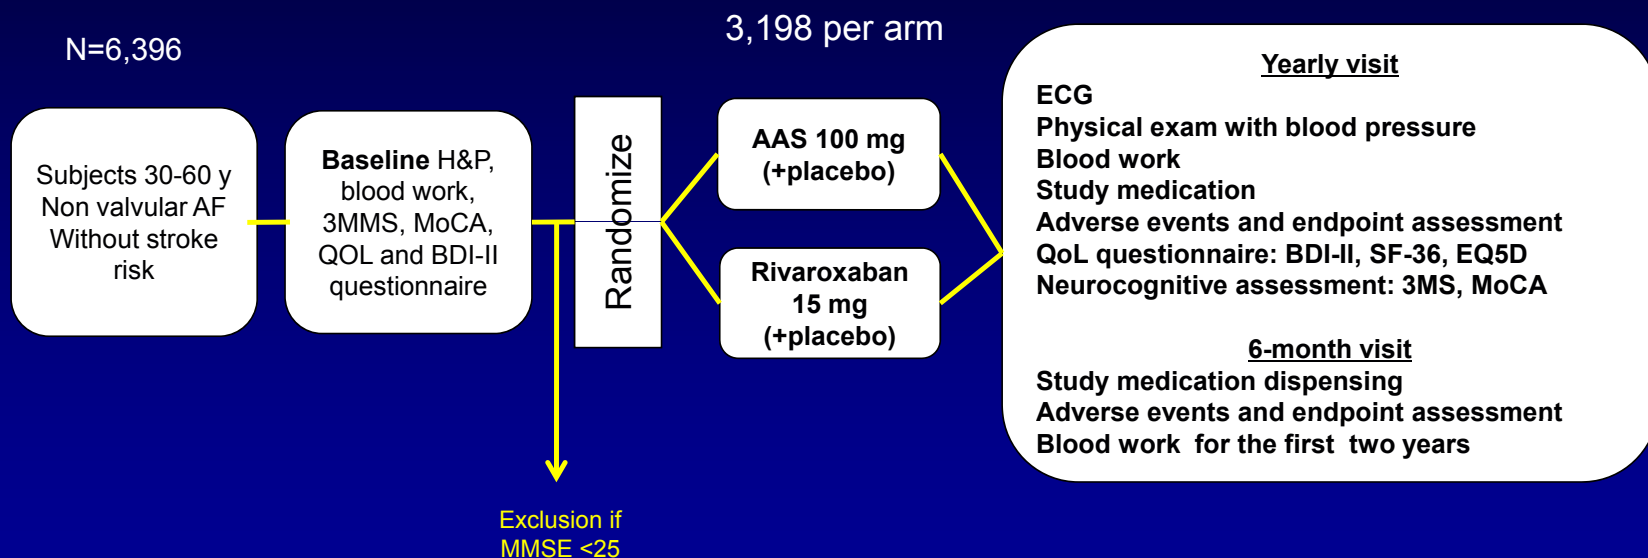 N=6,396
3,198 per arm
Subjects 30-60 y
Non valvular AF
Without stroke
risk
Baseline H&P,
blood work,
3MMS, MoCA,
QOL and BDI-II
questionnaire
Randomize
AAS 100 mg
(+placebo)
Rivaroxaban
15 mg
(+placebo)
Yearly visit
ECG
Physical exam with blood pressure
Blood work
Study medication
Adverse events and endpoint assessment
QoL questionnaire: BDI-II, SF-36, EQ5D
Neurocognitive assessment: 3MS, MoCA
6-month visit
Study medication dispensing
Adverse events and endpoint assessment
Blood work for the first two years
Exclusion if
MMSE <25